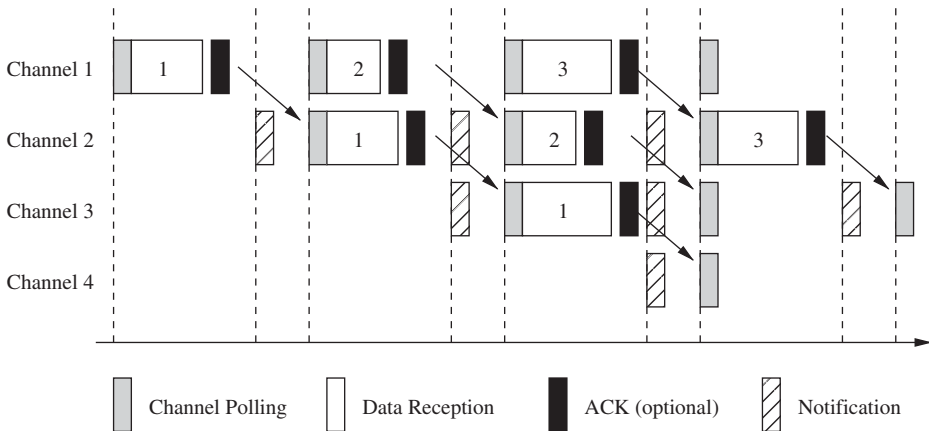 Channel 1 1 2 3
Channel 2 1 2 3
Channel 3 1
Channel 4
Channel Polling Data Reception ACK (optional) Notification